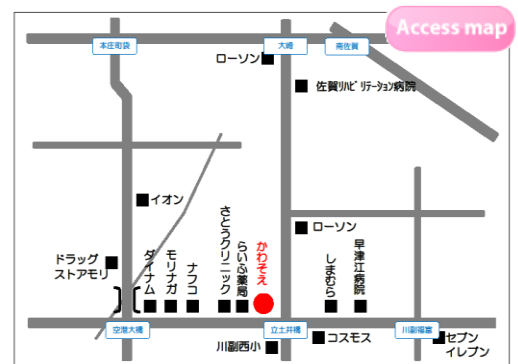 Access map
本庄町袋
大崎
南佐賀
ローソン
佐賀リハビリテーション病院
イオン
ドラッグ
ストアモリ
ダイナム
モリナガ
ナフコ
さとうクリニック
らいふ薬局
かわそえ
ローソン
しまむら
早津江病院
空港大橋
立土井橋
川副福富
川副西小
コスモス
セブン
イレブン